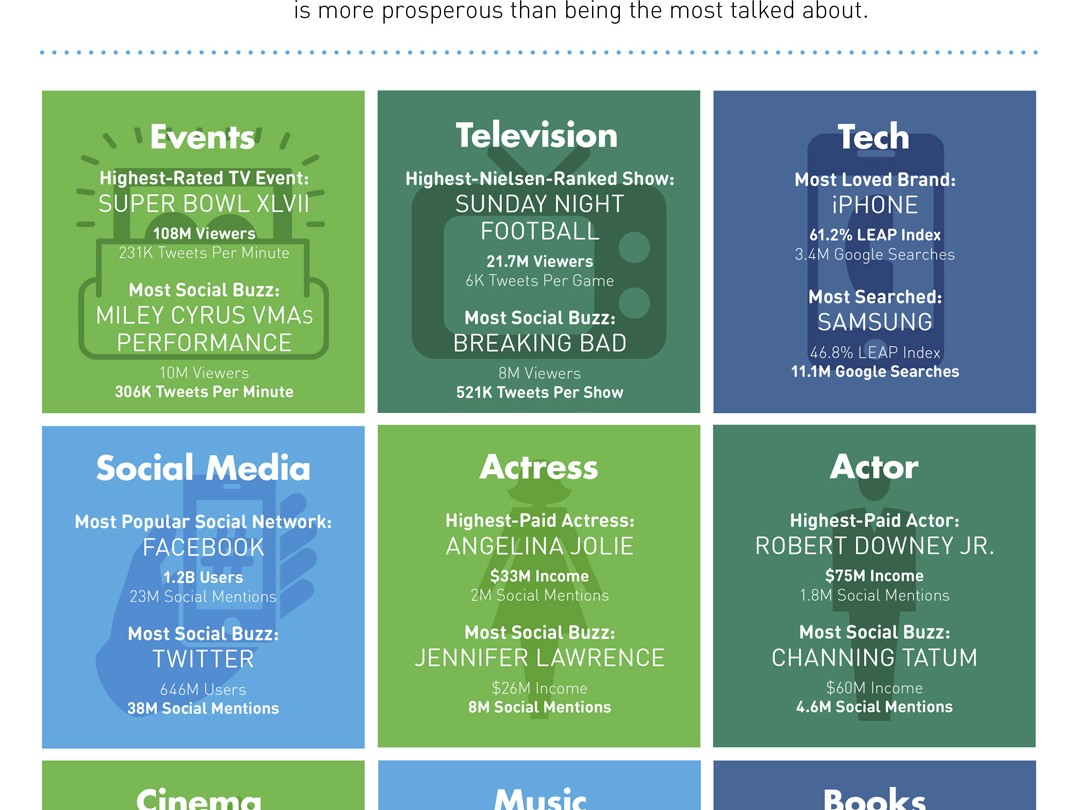 is more prosperous than being the most talked about.
Events
Highest-Rated TV Event:
SUPER BOWL XLVII
108M Viewers
231K Tweets Per Minute
Most Social Buzz:
MILEY CYRUS VMAs
PERFORMANCE
10M Viewers
306K Tweets Per Minute
Television
Highest-Nielsen-Ranked Show:
SUNDAY NIGHT
FOOTBALL
21.7M Viewers
6K Tweets Per Game
Most Social Buzz:
BREAKING BAD
8M Viewers
521K Tweets Per Show
Tech
Most Loved Brand:
iPHONE
61.2% LEAP Index
3.4M Google Searches
Most Searched:
SAMSUNG
46.8% LEAP Index
11.1M Google Searches
Social Media
Most Popular Social Network:
FACEBOOK
1.2B Users
23M Social Mentions
Most Social Buzz:
TWITTER
646M Users
38M Social Mentions
Actress
Highest-Paid Actress:
ANGELINA JOLIE
$33M Income
2M Social Mentions
Most Social Buzz:
JENNIFER LAWRENCE
$26M Income
8M Social Mentions
Actor
Highest-Paid Actor:
ROBERT DOWNEY JR.
$75M Income
1.8M Social Mentions
Most Social Buzz:
CHANNING TATUM
$60M Income
4.6M Social Mentions
Cinema
Music
Books